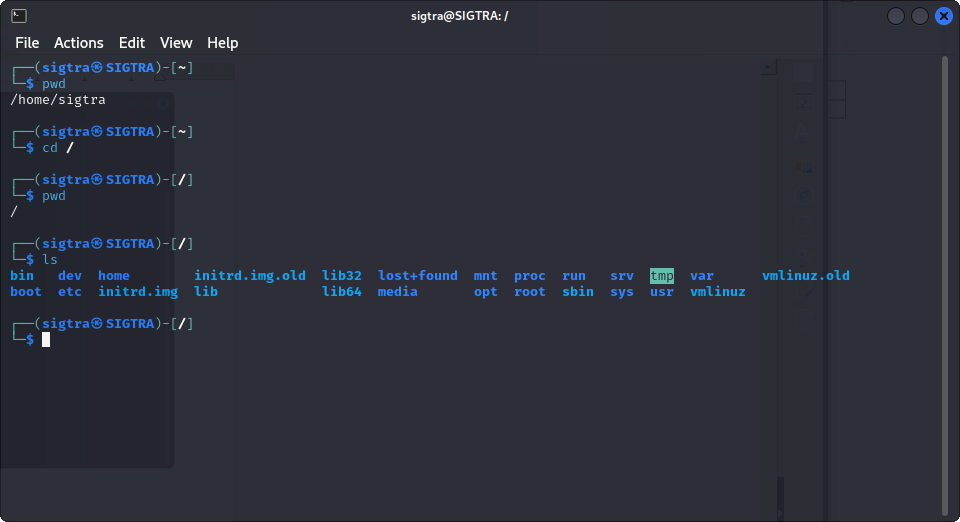 sigtra@SIGTRA: /
File Actions Edit View Help
┌──(sigtra㉿SIGTRA)-[~]
└─$ pwd
/home/sigtra
┌──(sigtra㉿SIGTRA)-[~]
└─$ cd /
┌──(sigtra㉿SIGTRA)-[/]
└─$ pwd
/
┌──(sigtra㉿SIGTRA)-[/]
└─$ ls
bin dev home initrd.img.old lib32 lost+found mnt proc run srv tmp var vmlinuz.old
boot etc initrd.img lib lib64 media opt root sbin sys usr vmlinuz
┌──(sigtra㉿SIGTRA)-[/]
└─$